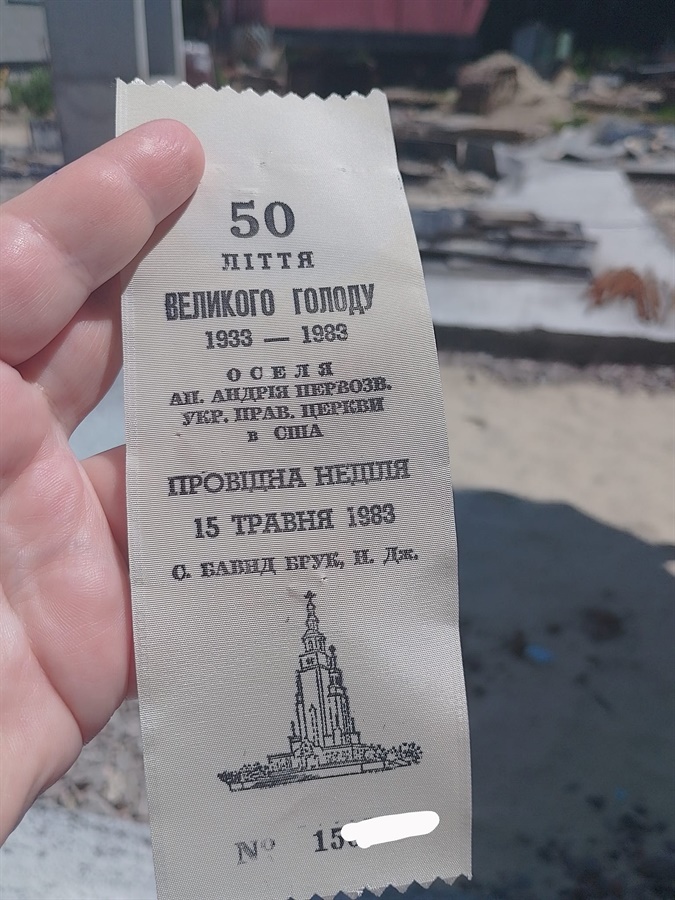 50
ЛІТТЯ
ВЕЛИКОГО ГОЛОДУ
1933 — 1983
ОСЕЛЯ
АП. АНДРІЯ ПЕРВОЗВ.
УКР. ПРАВ. ЦЕРКВИ
в США
ПРОВІДНА НЕДІЛЯ
15 ТРАВНЯ 1983
С. БАВНД БРУК, Н. Дж.
№ 15